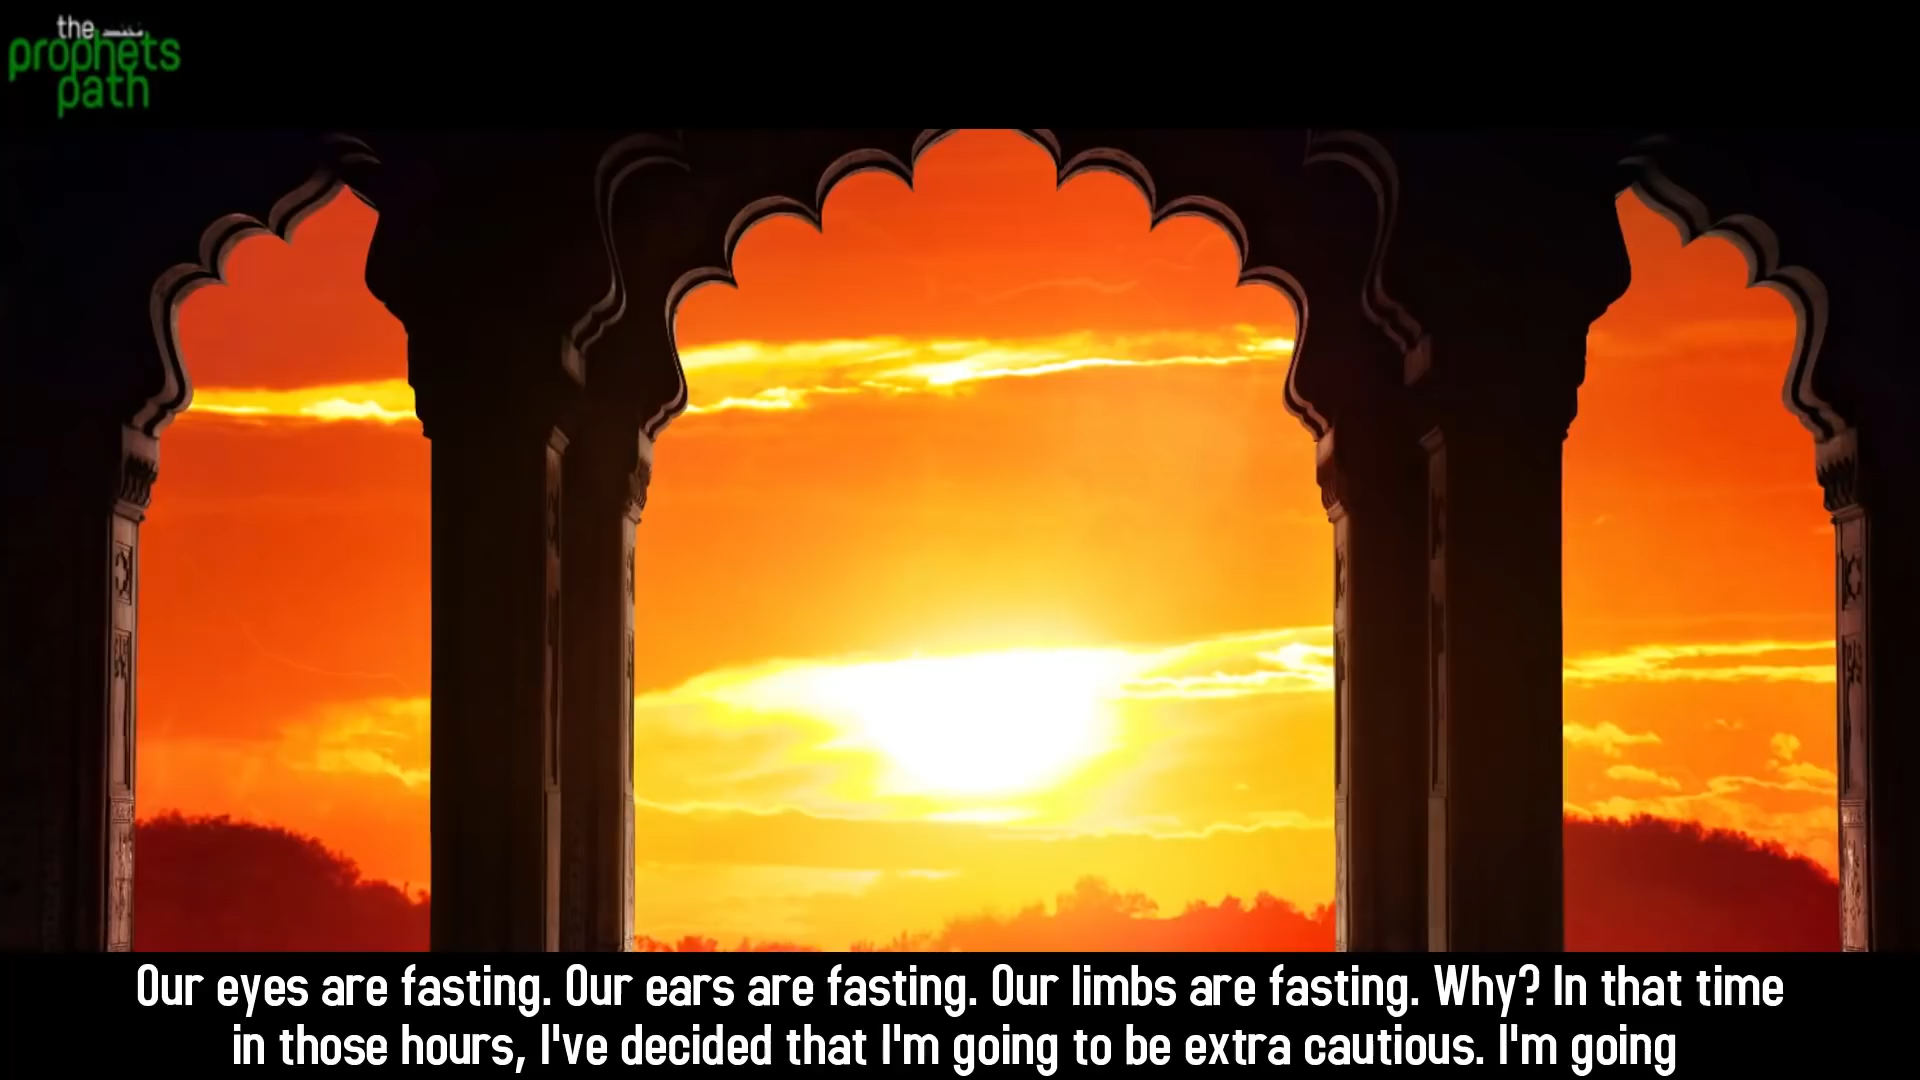 the
prophets
path
Our eyes are fasting. Our ears are fasting. Our limbs are fasting. Why? In that time
in those hours, I've decided that I'm going to be extra cautious. I'm going